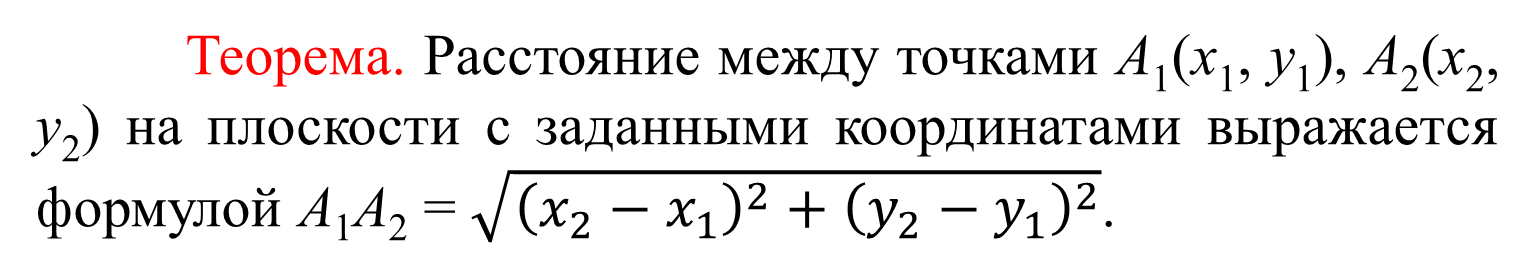 Теорема. Расстояние между точками A₁(x₁, y₁), A₂(x₂,
y₂) на плоскости с заданными координатами выражается
формулой A₁A₂ = √((x₂ − x₁)² + (y₂ − y₁)²).